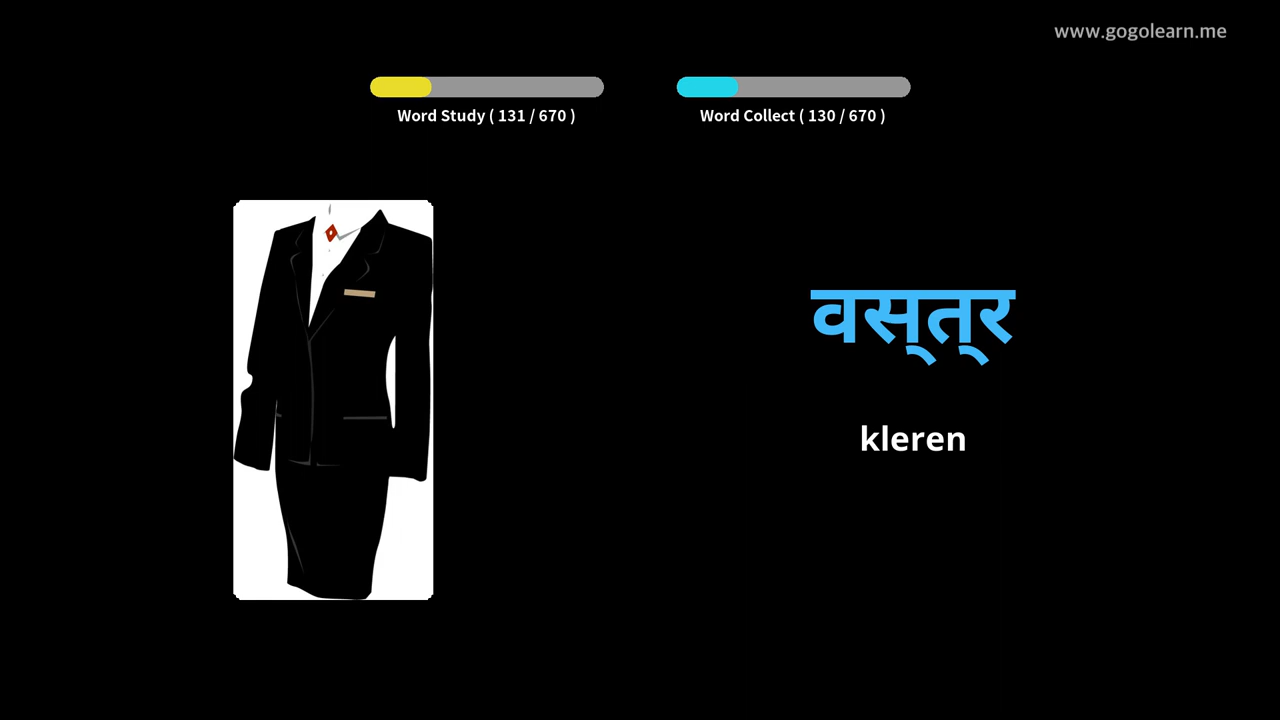 www.gogolearn.me
Word Study ( 131 / 670 )
Word Collect ( 130 / 670 )
वस्‌त्‌र
kleren